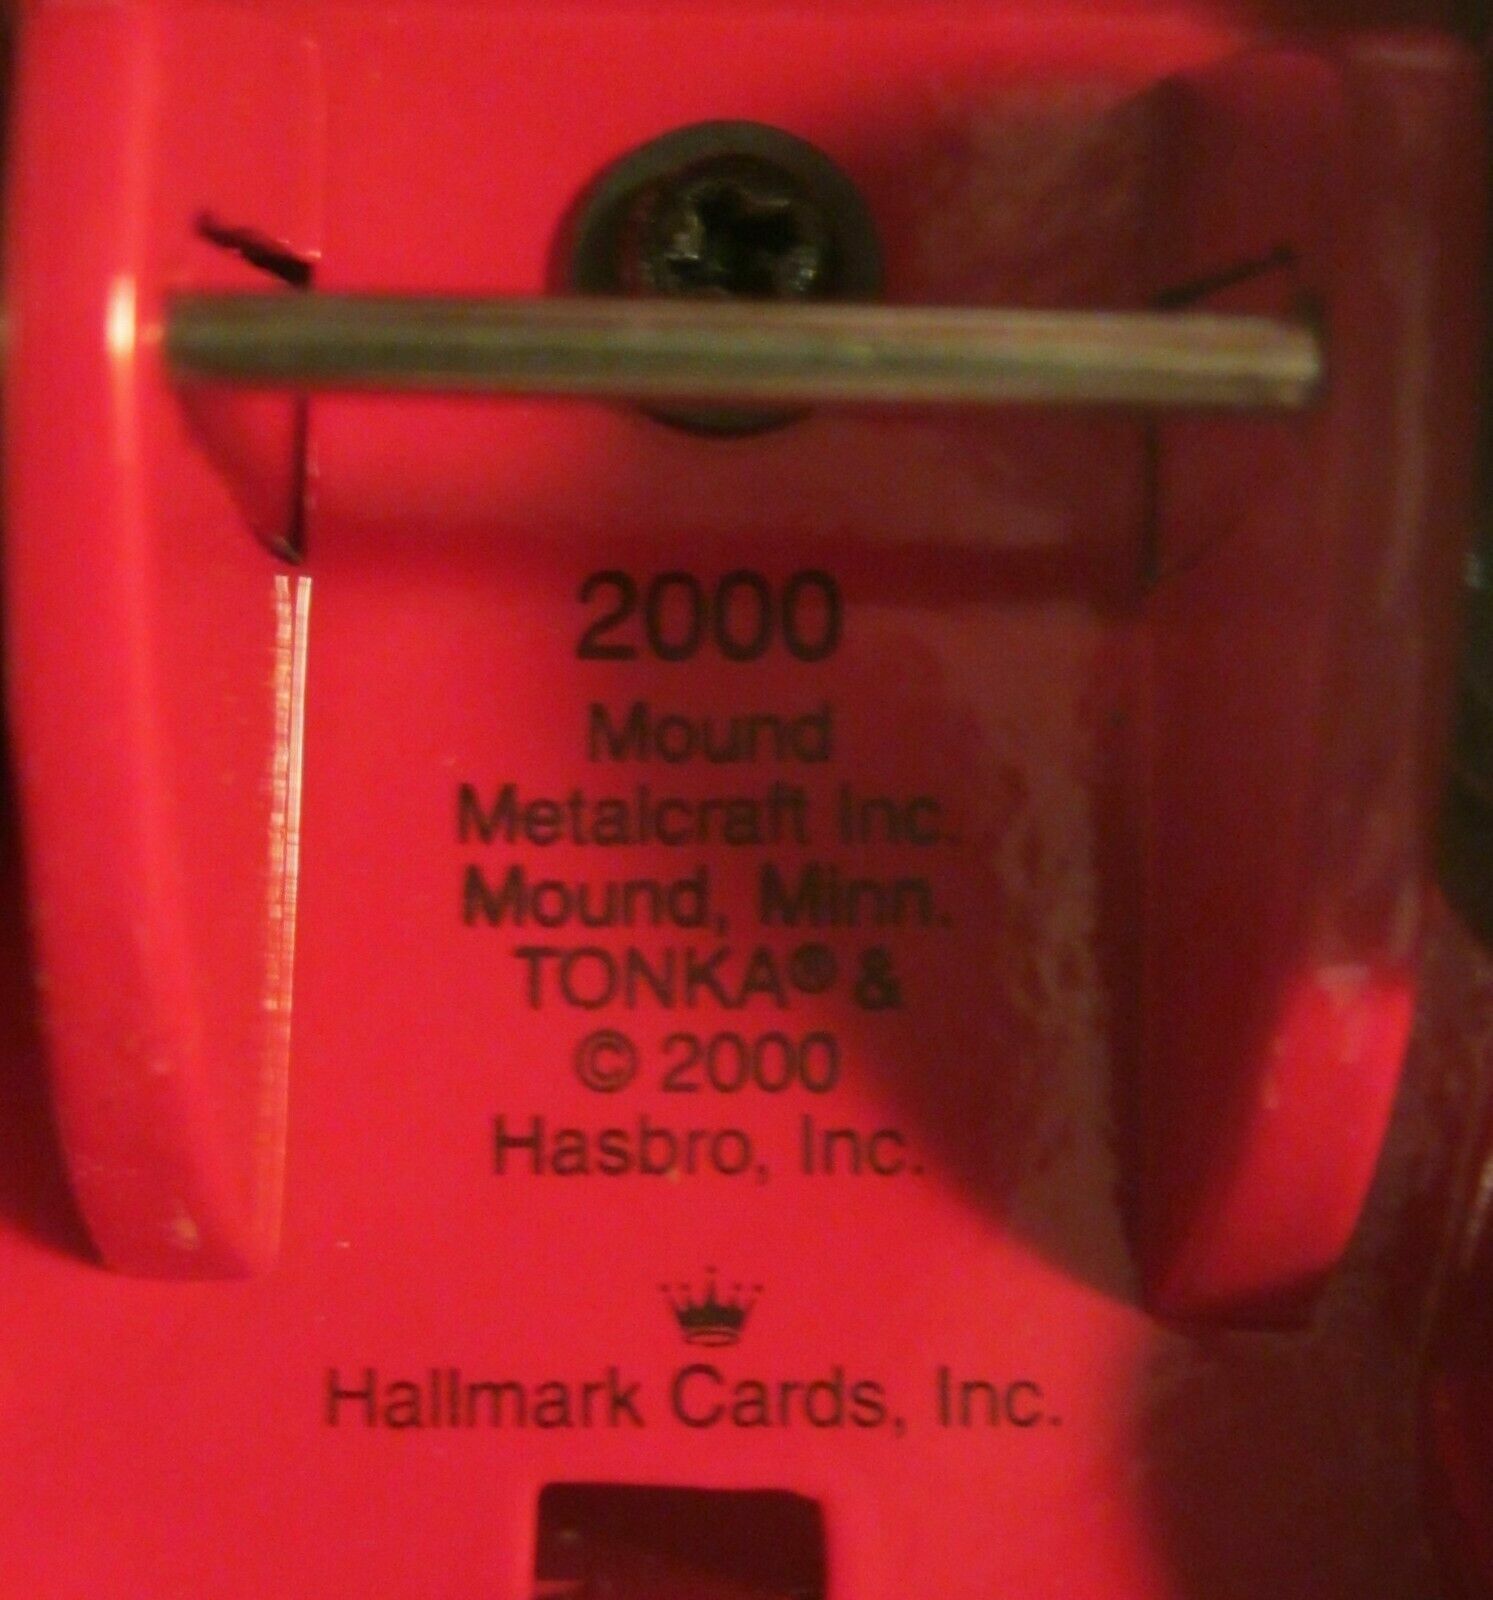 2000
Mound
Metalcraft Inc.
Mound, Minn.
TONKA® &
© 2000
Hasbro, Inc.
Hallmark Cards, Inc.